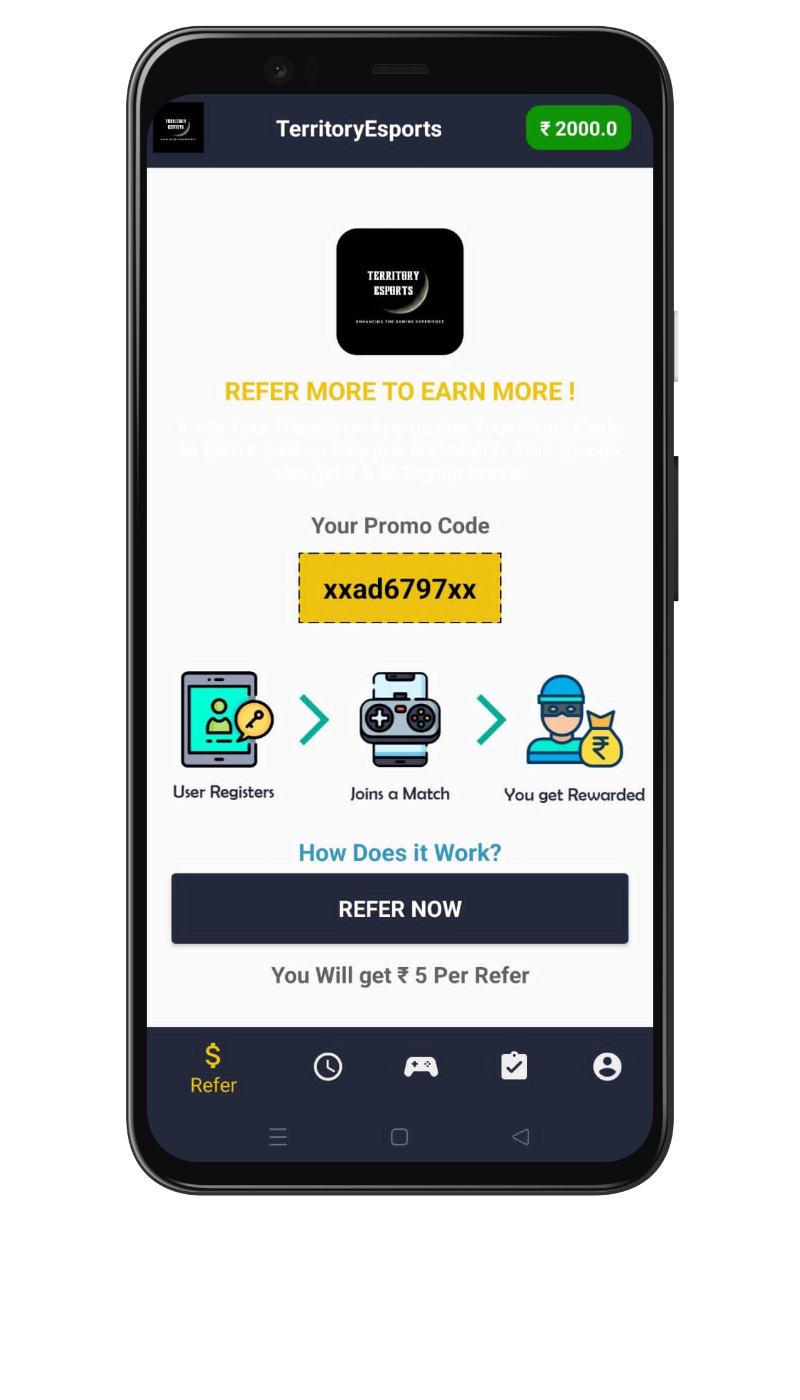 TERRITORY
ESPORTS
TerritoryEsports
₹ 2000.0
TERRITORY
ESPORTS
ENHANCING THE GAMING EXPERIENCE
REFER MORE TO EARN MORE !
Invite Your Friends on App using Your PromoCode
to Earn ₹ 5 When they join first Match. Your friends
also get ₹ 5 as Signup Bonus!
Your Promo Code
xxad6797xx
User Registers
Joins a Match
You get Rewarded
How Does it Work?
REFER NOW
You Will get ₹ 5 Per Refer
$
Refer